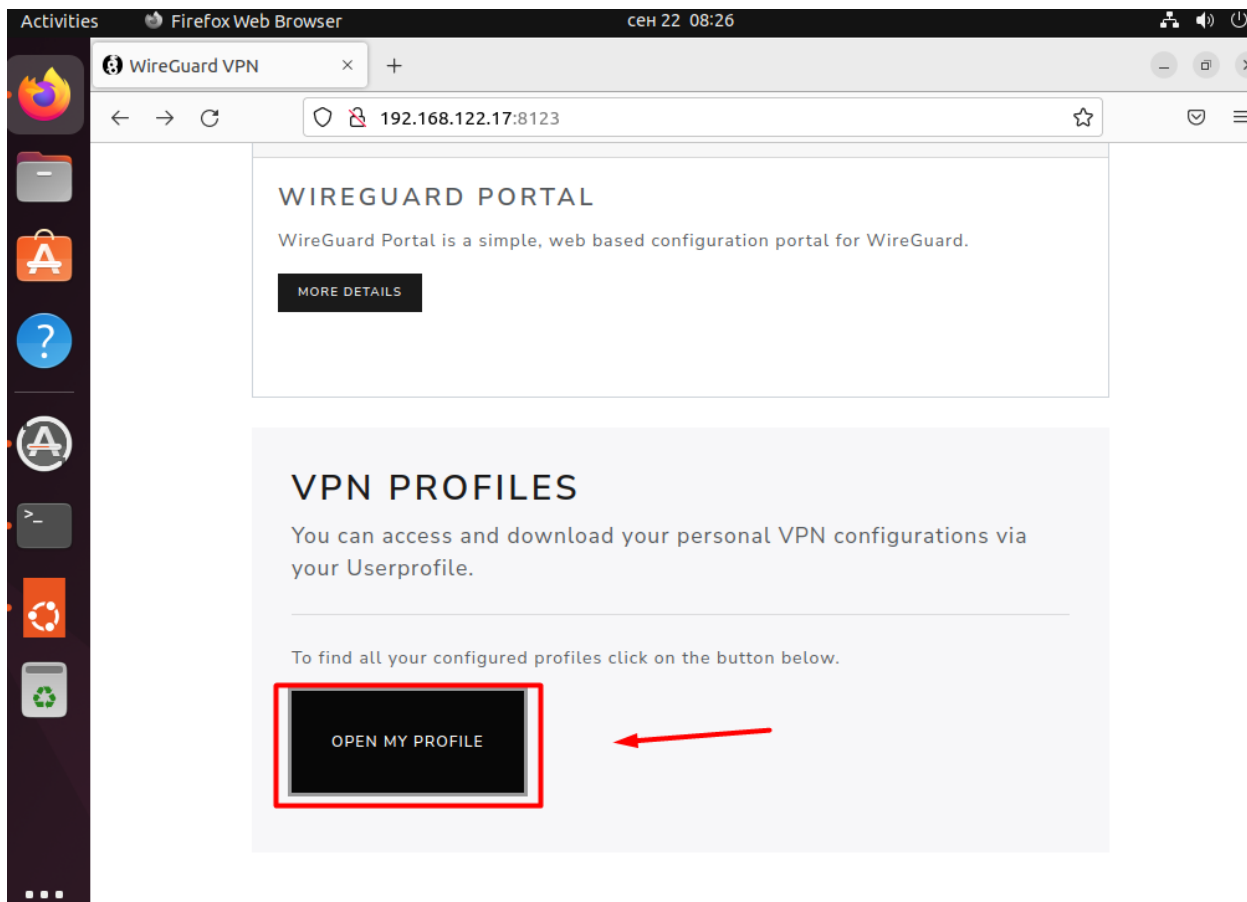 Activities Firefox Web Browser сен 22 08:26
WireGuard VPN
192.168.122.17:8123
WIREGUARD PORTAL
WireGuard Portal is a simple, web based configuration portal for WireGuard.
MORE DETAILS
VPN PROFILES
You can access and download your personal VPN configurations via
your Userprofile.
To find all your configured profiles click on the button below.
OPEN MY PROFILE